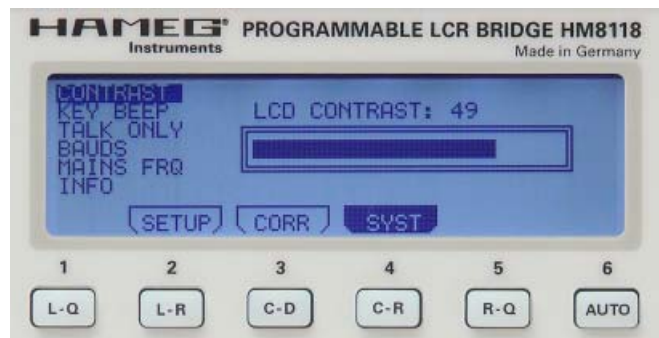 HAMEG® PROGRAMMABLE LCR BRIDGE HM8118
Instruments
Made in Germany
CONTRAST
KEY BEEP
TALK ONLY
BAUDS
MAINS FRQ
INFO
LCD CONTRAST: 49
SETUP CORR SYST
1 2 3 4 5 6
L-Q L-R C-D C-R R-Q AUTO